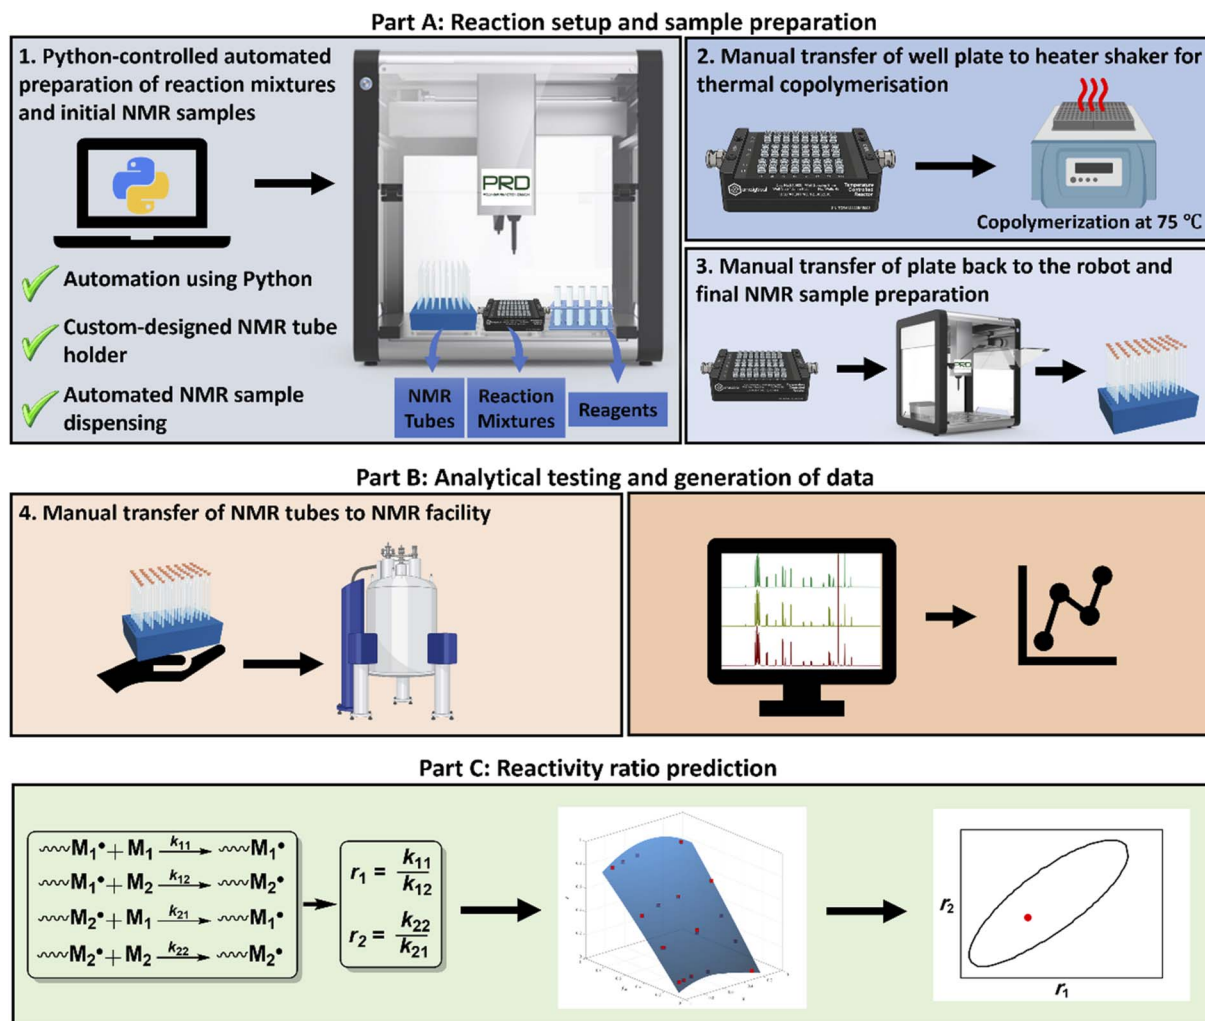 Part A: Reaction setup and sample preparation
1. Python-controlled automated
preparation of reaction mixtures
and initial NMR samples
Automation using Python
Custom-designed NMR tube
holder
Automated NMR sample
dispensing
PRD
NMR
Tubes
Reaction
Mixtures
Reagents
2. Manual transfer of well plate to heater shaker for
thermal copolymerisation
Temperature
Controlled
Reactor
Copolymerization at 75 °C
3. Manual transfer of plate back to the robot and
final NMR sample preparation
PRD
Part B: Analytical testing and generation of data
4. Manual transfer of NMR tubes to NMR facility
Part C: Reactivity ratio prediction
M₁• + M₁ k₁₁ M₁•
M₁• + M₂ k₁₂ M₂•
M₂• + M₁ k₂₁ M₁•
M₂• + M₂ k₂₂ M₂•
r₁ = k₁₁/k₁₂
r₂ = k₂₂/k₂₁
r₂
r₁